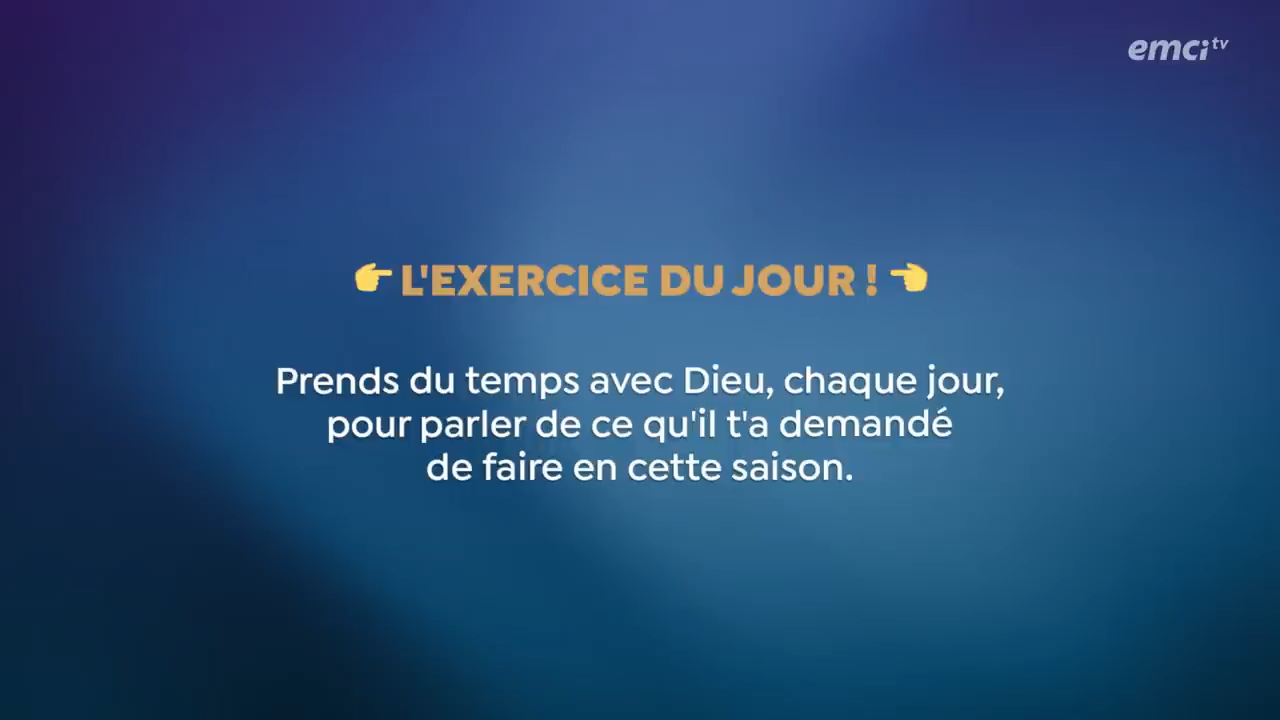 emci tv
👉 L'EXERCICE DU JOUR ! 👈
Prends du temps avec Dieu, chaque jour,
pour parler de ce qu'il t'a demandé
de faire en cette saison.